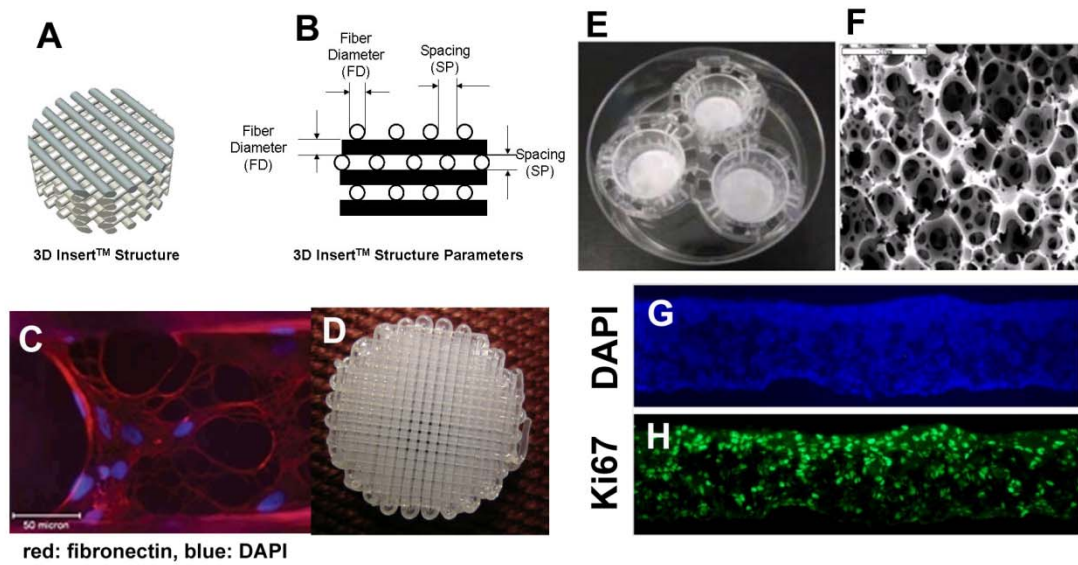 A
B
Fiber
Diameter
(FD)
Spacing
(SP)
Fiber
Diameter
(FD)
Spacing
(SP)
3D Insert™ Structure
3D Insert™ Structure Parameters
E
F
C
50 micron
D
red: fibronectin, blue: DAPI
DAPI
G
Ki67
H